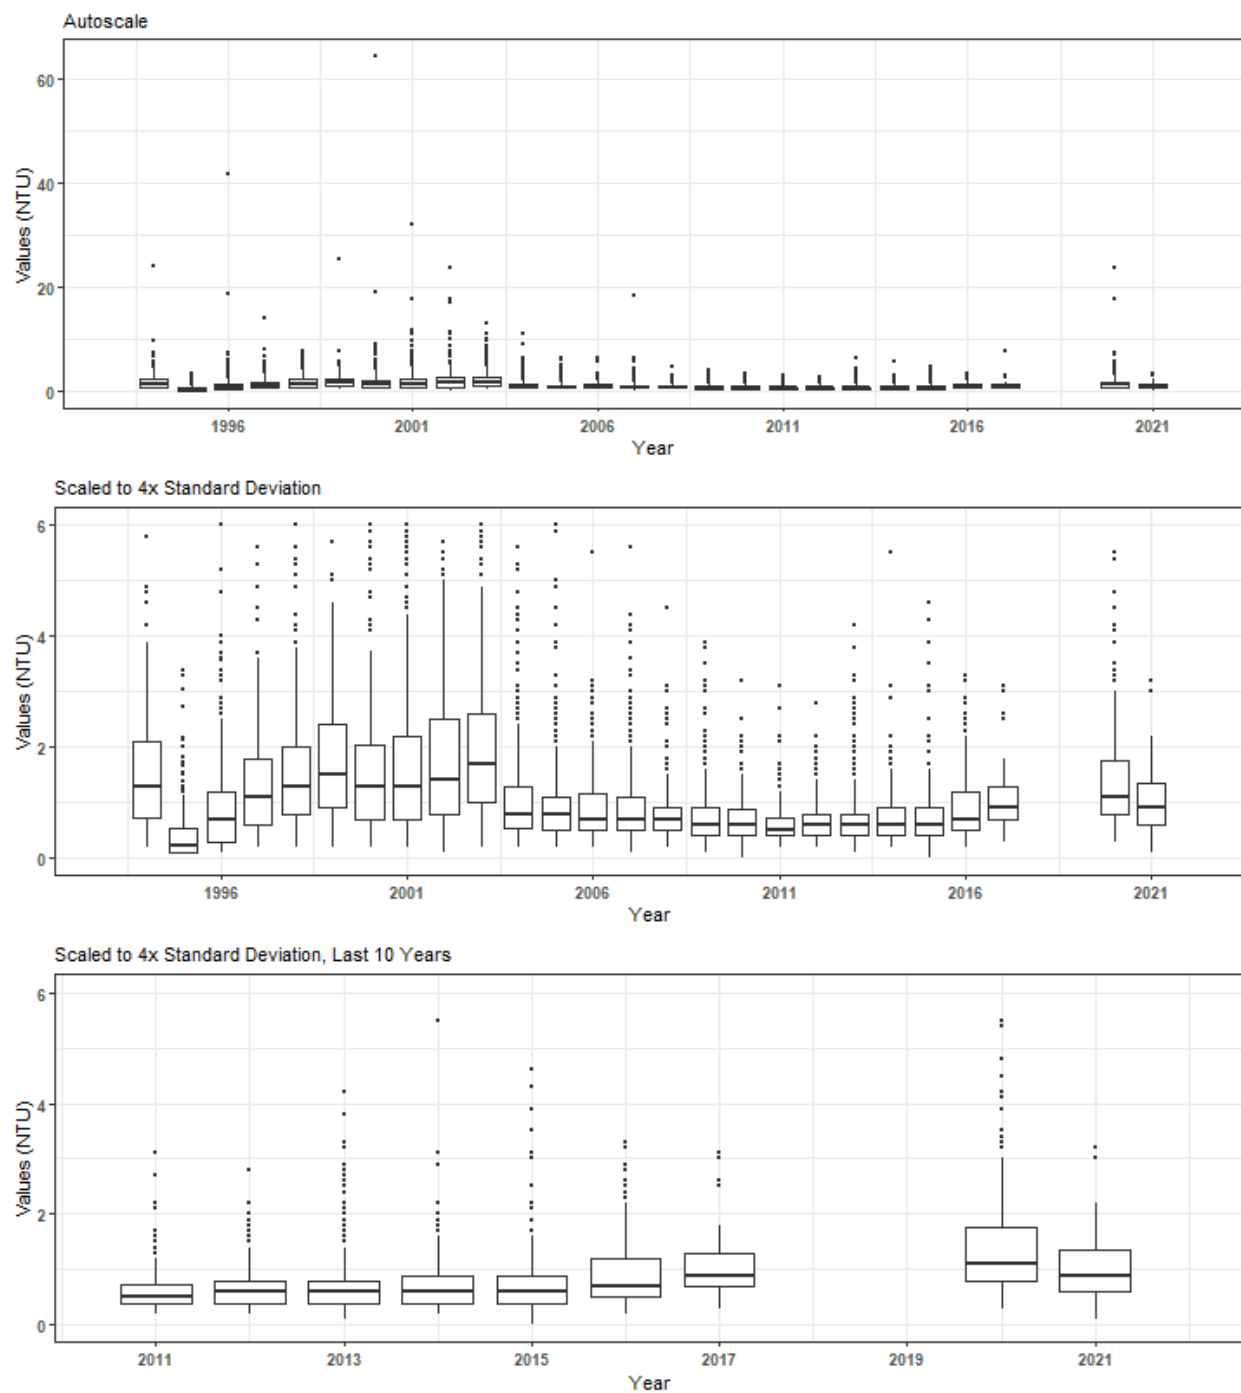 Autoscale
60
40
20
0
Values (NTU)
1996 2001 2006 2011 2016 2021
Year
Scaled to 4x Standard Deviation
6
4
2
0
Values (NTU)
1996 2001 2006 2011 2016 2021
Year
Scaled to 4x Standard Deviation, Last 10 Years
6
4
2
0
Values (NTU)
2011 2013 2015 2017 2019 2021
Year